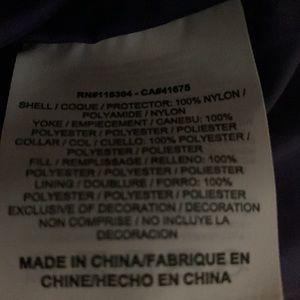 RN#116364 - CA#41675
SHELL / COQUE / PROTECTOR: 100% NYLON /
POLYAMIDE / NYLON
YOKE / EMPIECEMENT / CANESU: 100%
POLYESTER / POLYESTER / POLIESTER
COLLAR / COL / CUELLO: 100% POLYESTER
/ POLYESTER / POLIESTER
FILL / REMPLISSAGE / RELLENO: 100%
POLYESTER / POLYESTER / POLIESTER
LINING / DOUBLURE / FORRO: 100%
POLYESTER / POLYESTER / POLIESTER
EXCLUSIVE OF DECORATION / DECORATION
NON COMPRISE / NO INCLUYE LA
DECORACION
MADE IN CHINA/FABRIQUE EN
CHINE/HECHO EN CHINA